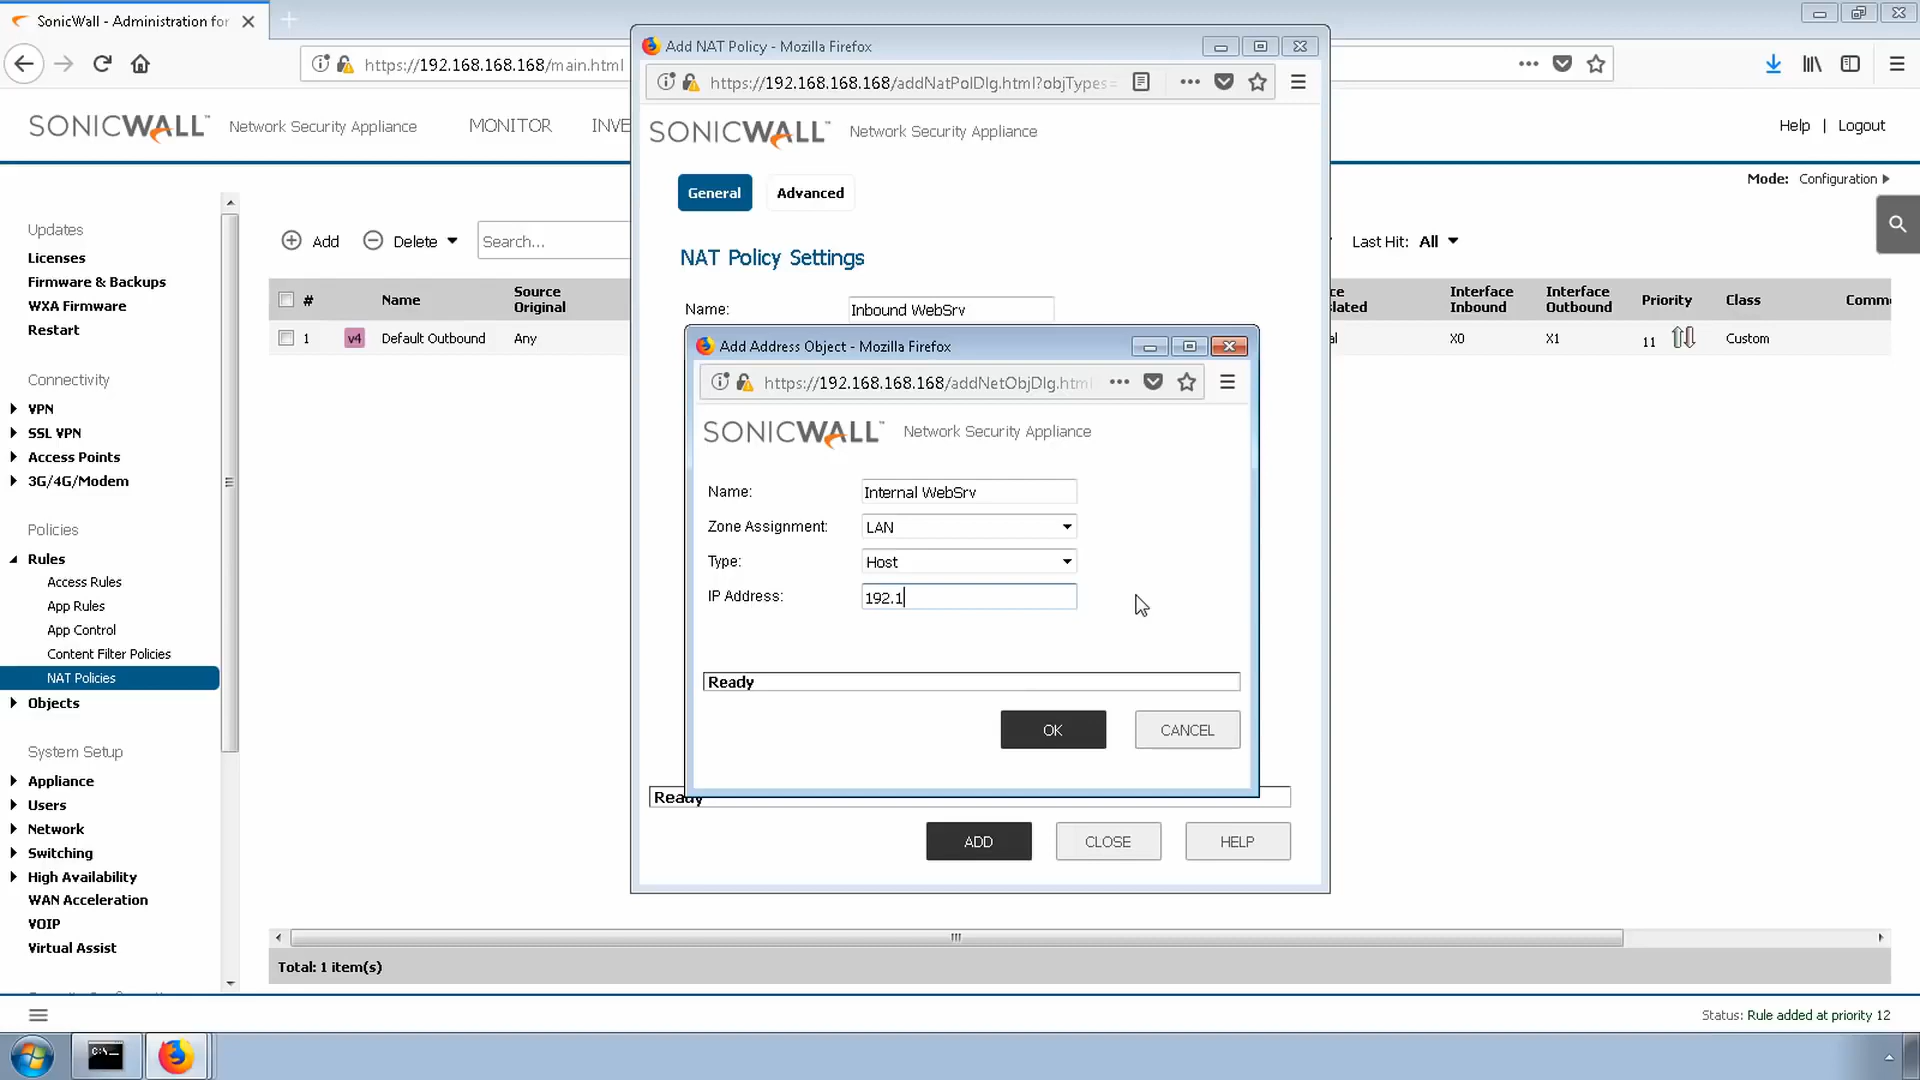 SonicWall - Administration for
https://192.168.168.168/main.html
SONICWALL™ Network Security Appliance MONITOR INVE
Help | Logout
Mode: Configuration
Updates
Licenses
Firmware & Backups
WXA Firmware
Restart
Connectivity
VPN
SSL VPN
Access Points
3G/4G/Modem
Policies
Rules
Access Rules
App Rules
App Control
Content Filter Policies
NAT Policies
Objects
System Setup
Appliance
Users
Network
Switching
High Availability
WAN Acceleration
VOIP
Virtual Assist
Add Delete Search... Last Hit: All
# Name Source Original Interface Inbound Interface Outbound Priority Class
1 v4 Default Outbound Any X0 X1 11 Custom
Total: 1 item(s)
Status: Rule added at priority 12
Add NAT Policy - Mozilla Firefox
https://192.168.168.168/addNatPolDlg.html?objTypes=
SONICWALL™ Network Security Appliance
General Advanced
NAT Policy Settings
Name: Inbound WebSrv
Ready
ADD CLOSE HELP
Add Address Object - Mozilla Firefox
https://192.168.168.168/addNetObjDlg.html
SONICWALL™ Network Security Appliance
Name: Internal WebSrv
Zone Assignment: LAN
Type: Host
IP Address: 192.1
Ready
OK CANCEL
C:\_